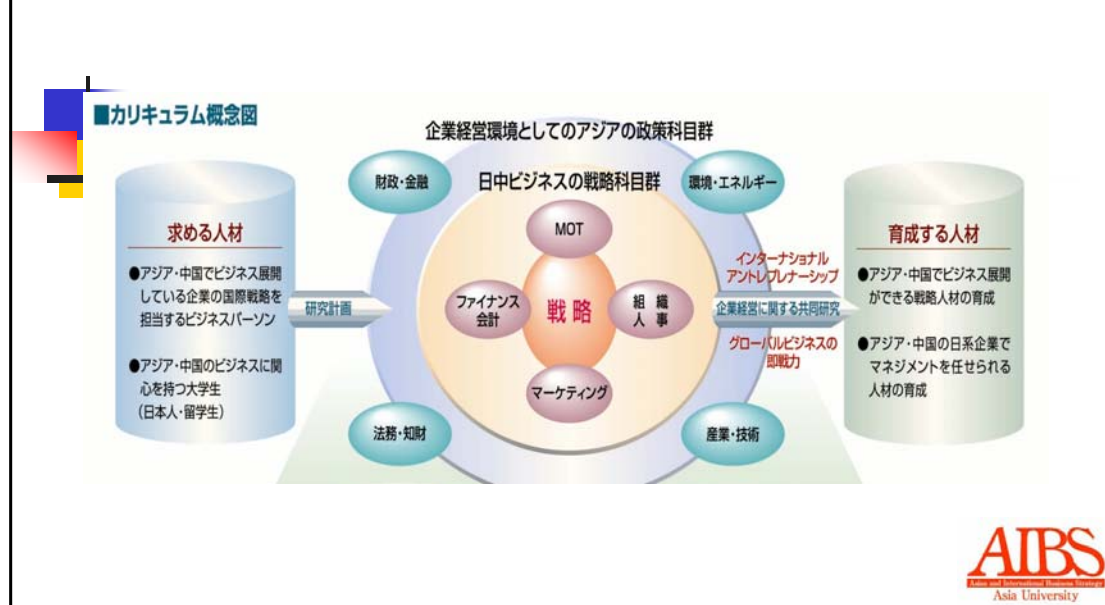 ■カリキュラム概念図
企業経営環境としてのアジアの政策科目群
財政・金融
環境・エネルギー
日中ビジネスの戦略科目群
MOT
ファイナンス
会計
戦略
組織
人事
マーケティング
法務・知財
産業・技術
求める人材
●アジア・中国でビジネス展開
している企業の国際戦略を
担当するビジネスパーソン
●アジア・中国のビジネスに関
心を持つ大学生
(日本人・留学生)
研究計画
インターナショナル
アントレプレナーシップ
企業経営に関する共同研究
グローバルビジネスの
即戦力
育成する人材
●アジア・中国でビジネス展開
ができる戦略人材の育成
●アジア・中国の日系企業で
マネジメントを任せられる
人材の育成
AIBS
Asian and International Business Strategy
Asia University